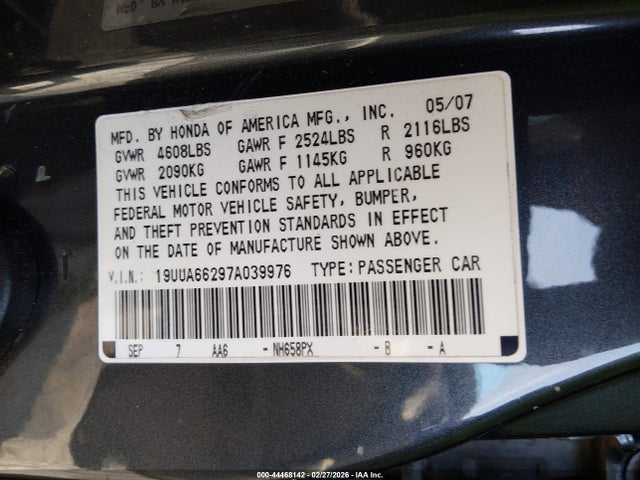 MFD. BY HONDA OF AMERICA MFG., INC. 05/07
GVWR 4608LBS GAWR F 2524LBS R 2116LBS
GVWR 2090KG GAWR F 1145KG R 960KG
THIS VEHICLE CONFORMS TO ALL APPLICABLE
FEDERAL MOTOR VEHICLE SAFETY, BUMPER,
AND THEFT PREVENTION STANDARDS IN EFFECT
ON THE DATE OF MANUFACTURE SHOWN ABOVE.
V.I.N.: 19UUA66297A039976 TYPE: PASSENGER CAR
SEP 7 AA6 -NH658PX -B -A
000-44468142 - 02/27/2026 - IAA Inc.